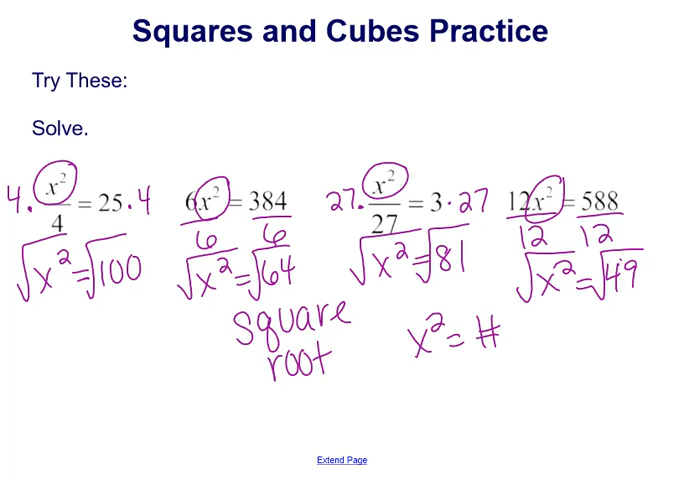 Squares and Cubes Practice
Try These:
Solve.
4. x²/4 = 25 · 4
6x²/6 = 384/6
27. x²/27 = 3 · 27
12x²/12 = 588/12
√x² = √100
√x² = √64
√x² = √81
√x² = √49
square
root
x² = #
Extend Page